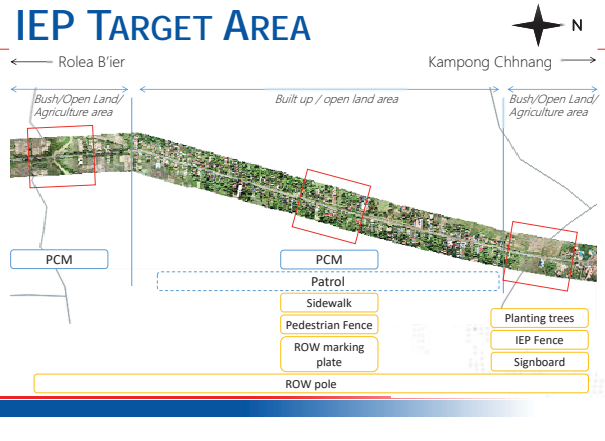 IEP TARGET AREA
N
Rolea B'ier
Kampong Chhnang
Bush/Open Land/
Agriculture area
Built up / open land area
Bush/Open Land/
Agriculture area
PCM
PCM
Patrol
Sidewalk
Pedestrian Fence
ROW marking
plate
Planting trees
IEP Fence
Signboard
ROW pole